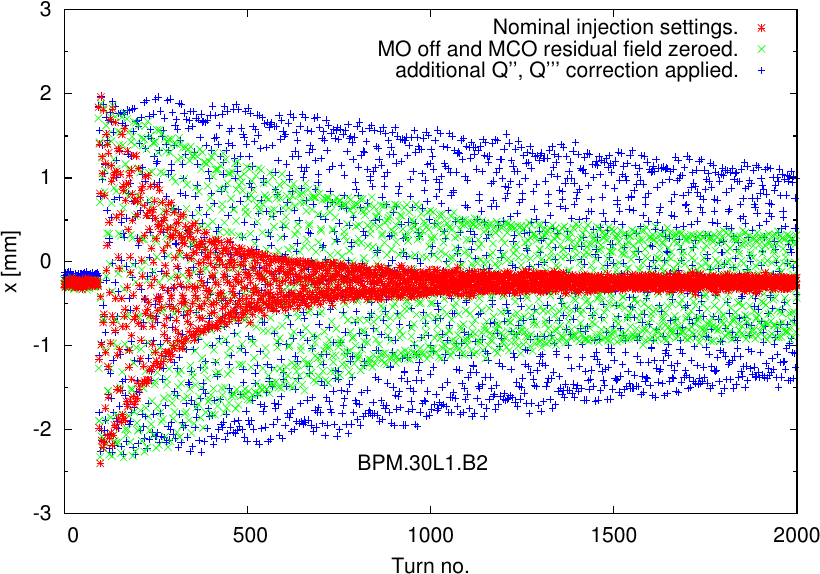 Nominal injection settings.
MO off and MCO residual field zeroed.
additional Q'', Q''' correction applied.
3
2
1
0
-1
-2
-3
x [mm]
BPM.30L1.B2
0 500 1000 1500 2000
Turn no.